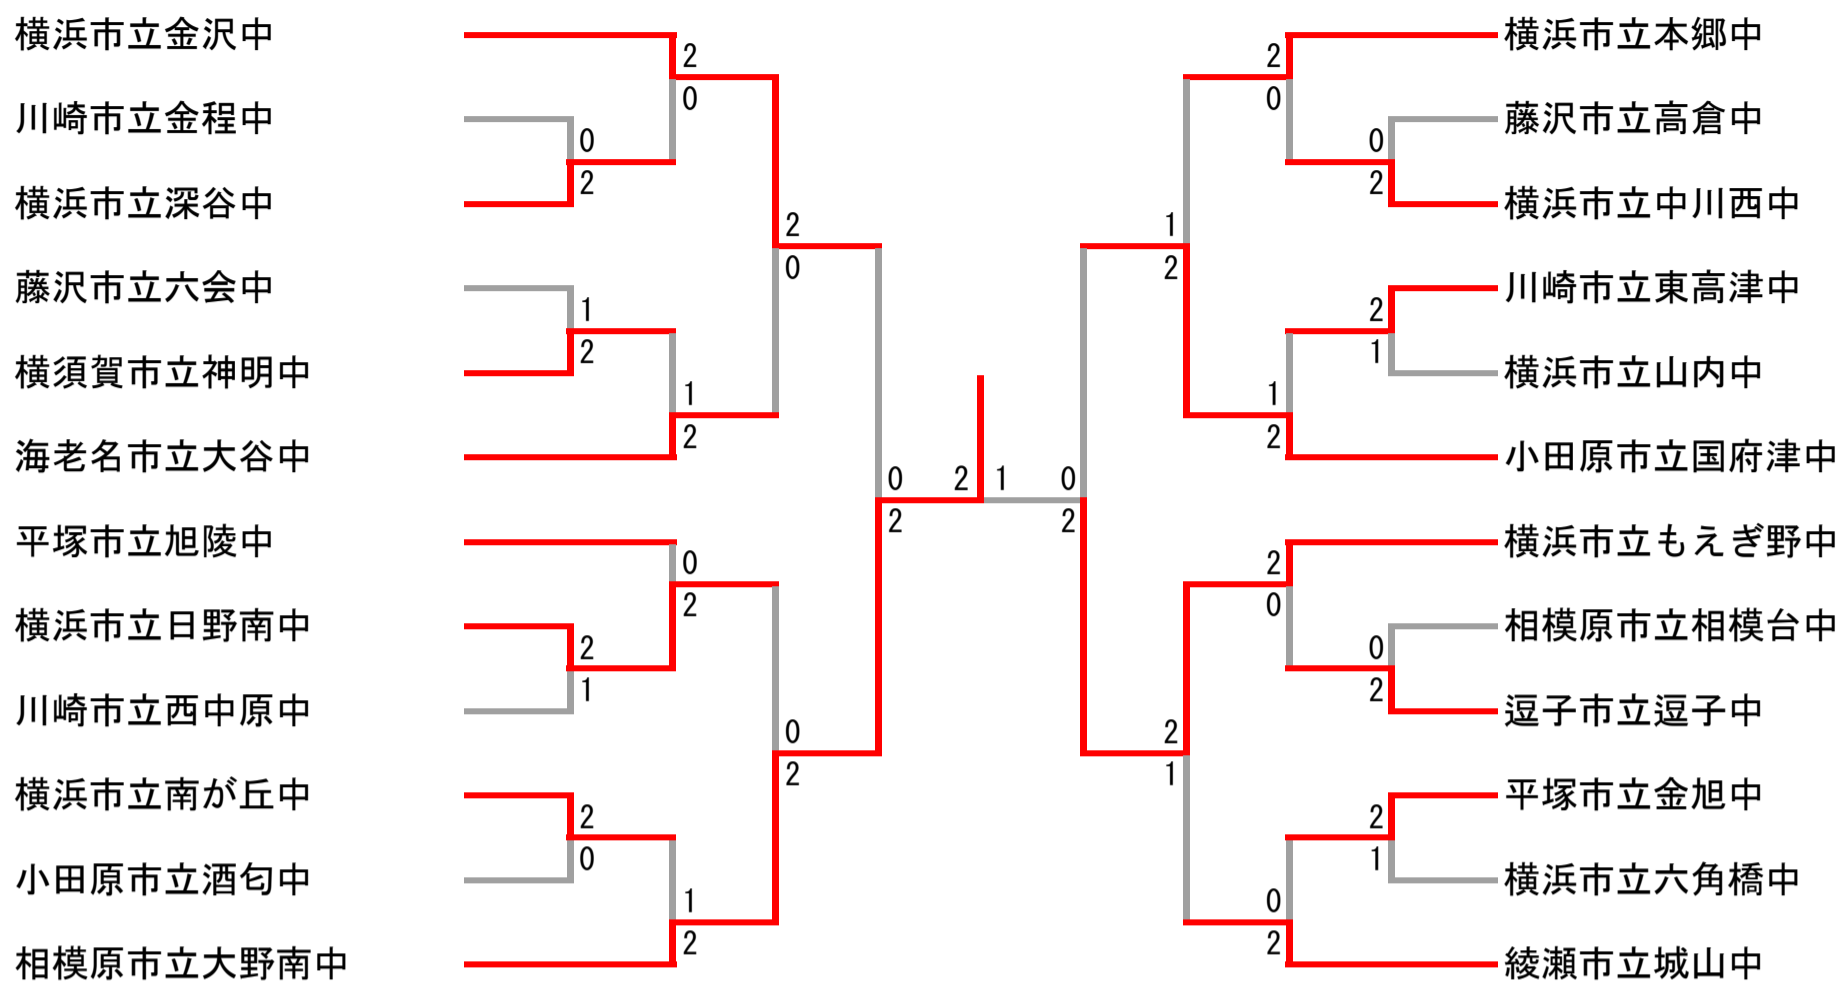 横浜市立金沢中
川崎市立金程中
横浜市立深谷中
藤沢市立六会中
横須賀市立神明中
海老名市立大谷中
平塚市立旭陵中
横浜市立日野南中
川崎市立西中原中
横浜市立南が丘中
小田原市立酒匂中
相模原市立大野南中
2
0
0
2
1
2
1
2
0
2
2
1
2
0
1
2
2
0
0
2
0
2
2 1
0
2
1
2
2
1
2
0
0
2
2
1
1
2
2
0
0
2
2
1
0
2
横浜市立本郷中
藤沢市立高倉中
横浜市立中川西中
川崎市立東高津中
横浜市立山内中
小田原市立国府津中
横浜市立もえぎ野中
相模原市立相模台中
逗子市立逗子中
平塚市立金旭中
横浜市立六角橋中
綾瀬市立城山中